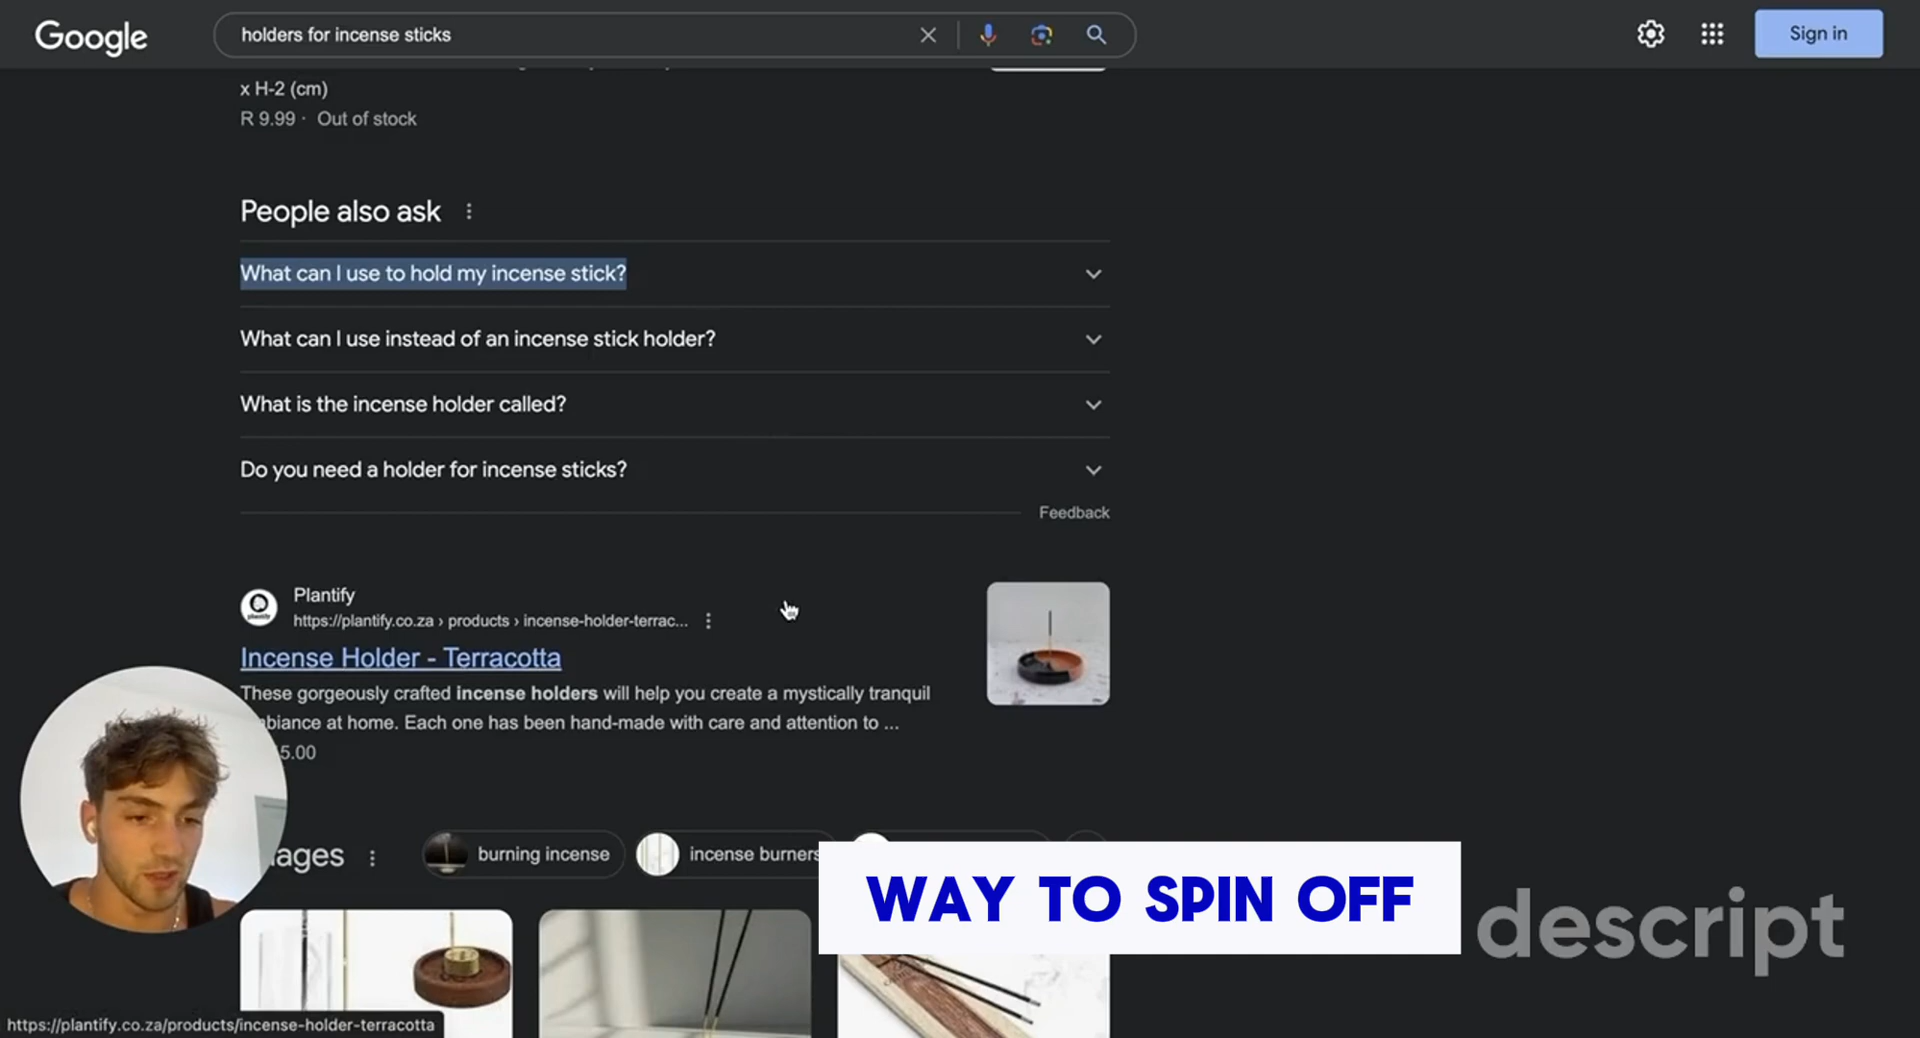 Google
holders for incense sticks
Sign in
x H-2 (cm)
R 9.99 · Out of stock
People also ask
What can I use to hold my incense stick?
What can I use instead of an incense stick holder?
What is the incense holder called?
Do you need a holder for incense sticks?
Feedback
Plantify
https://plantify.co.za › products › incense-holder-terrac...
Incense Holder - Terracotta
These gorgeously crafted incense holders will help you create a mystically tranquil
biance at home. Each one has been hand-made with care and attention to ...
5.00
ages
burning incense
incense burners
WAY TO SPIN OFF
descript
https://plantify.co.za/products/incense-holder-terracotta